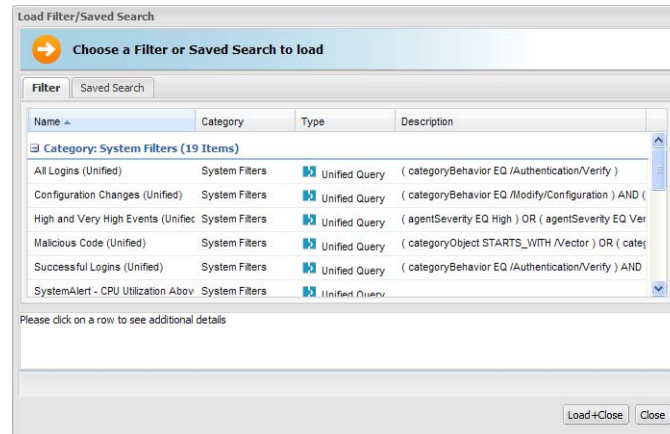 Load Filter/Saved Search
Choose a Filter or Saved Search to load
Filter Saved Search
Name Category Type Description
Category: System Filters (19 Items)
All Logins (Unified) System Filters Unified Query ( categoryBehavior EQ /Authentication/Verify )
Configuration Changes (Unified) System Filters Unified Query ( categoryBehavior EQ /Modify/Configuration ) AND (
High and Very High Events (Unified System Filters Unified Query ( agentSeverity EQ High ) OR ( agentSeverity EQ Ver
Malicious Code (Unified) System Filters Unified Query ( categoryObject STARTS_WITH /Vector ) OR ( categ
Successful Logins (Unified) System Filters Unified Query ( categoryBehavior EQ /Authentication/Verify ) AND
SystemAlert - CPU Utilization Abov System Filters Unified Query
Please click on a row to see additional details
Load+Close Close